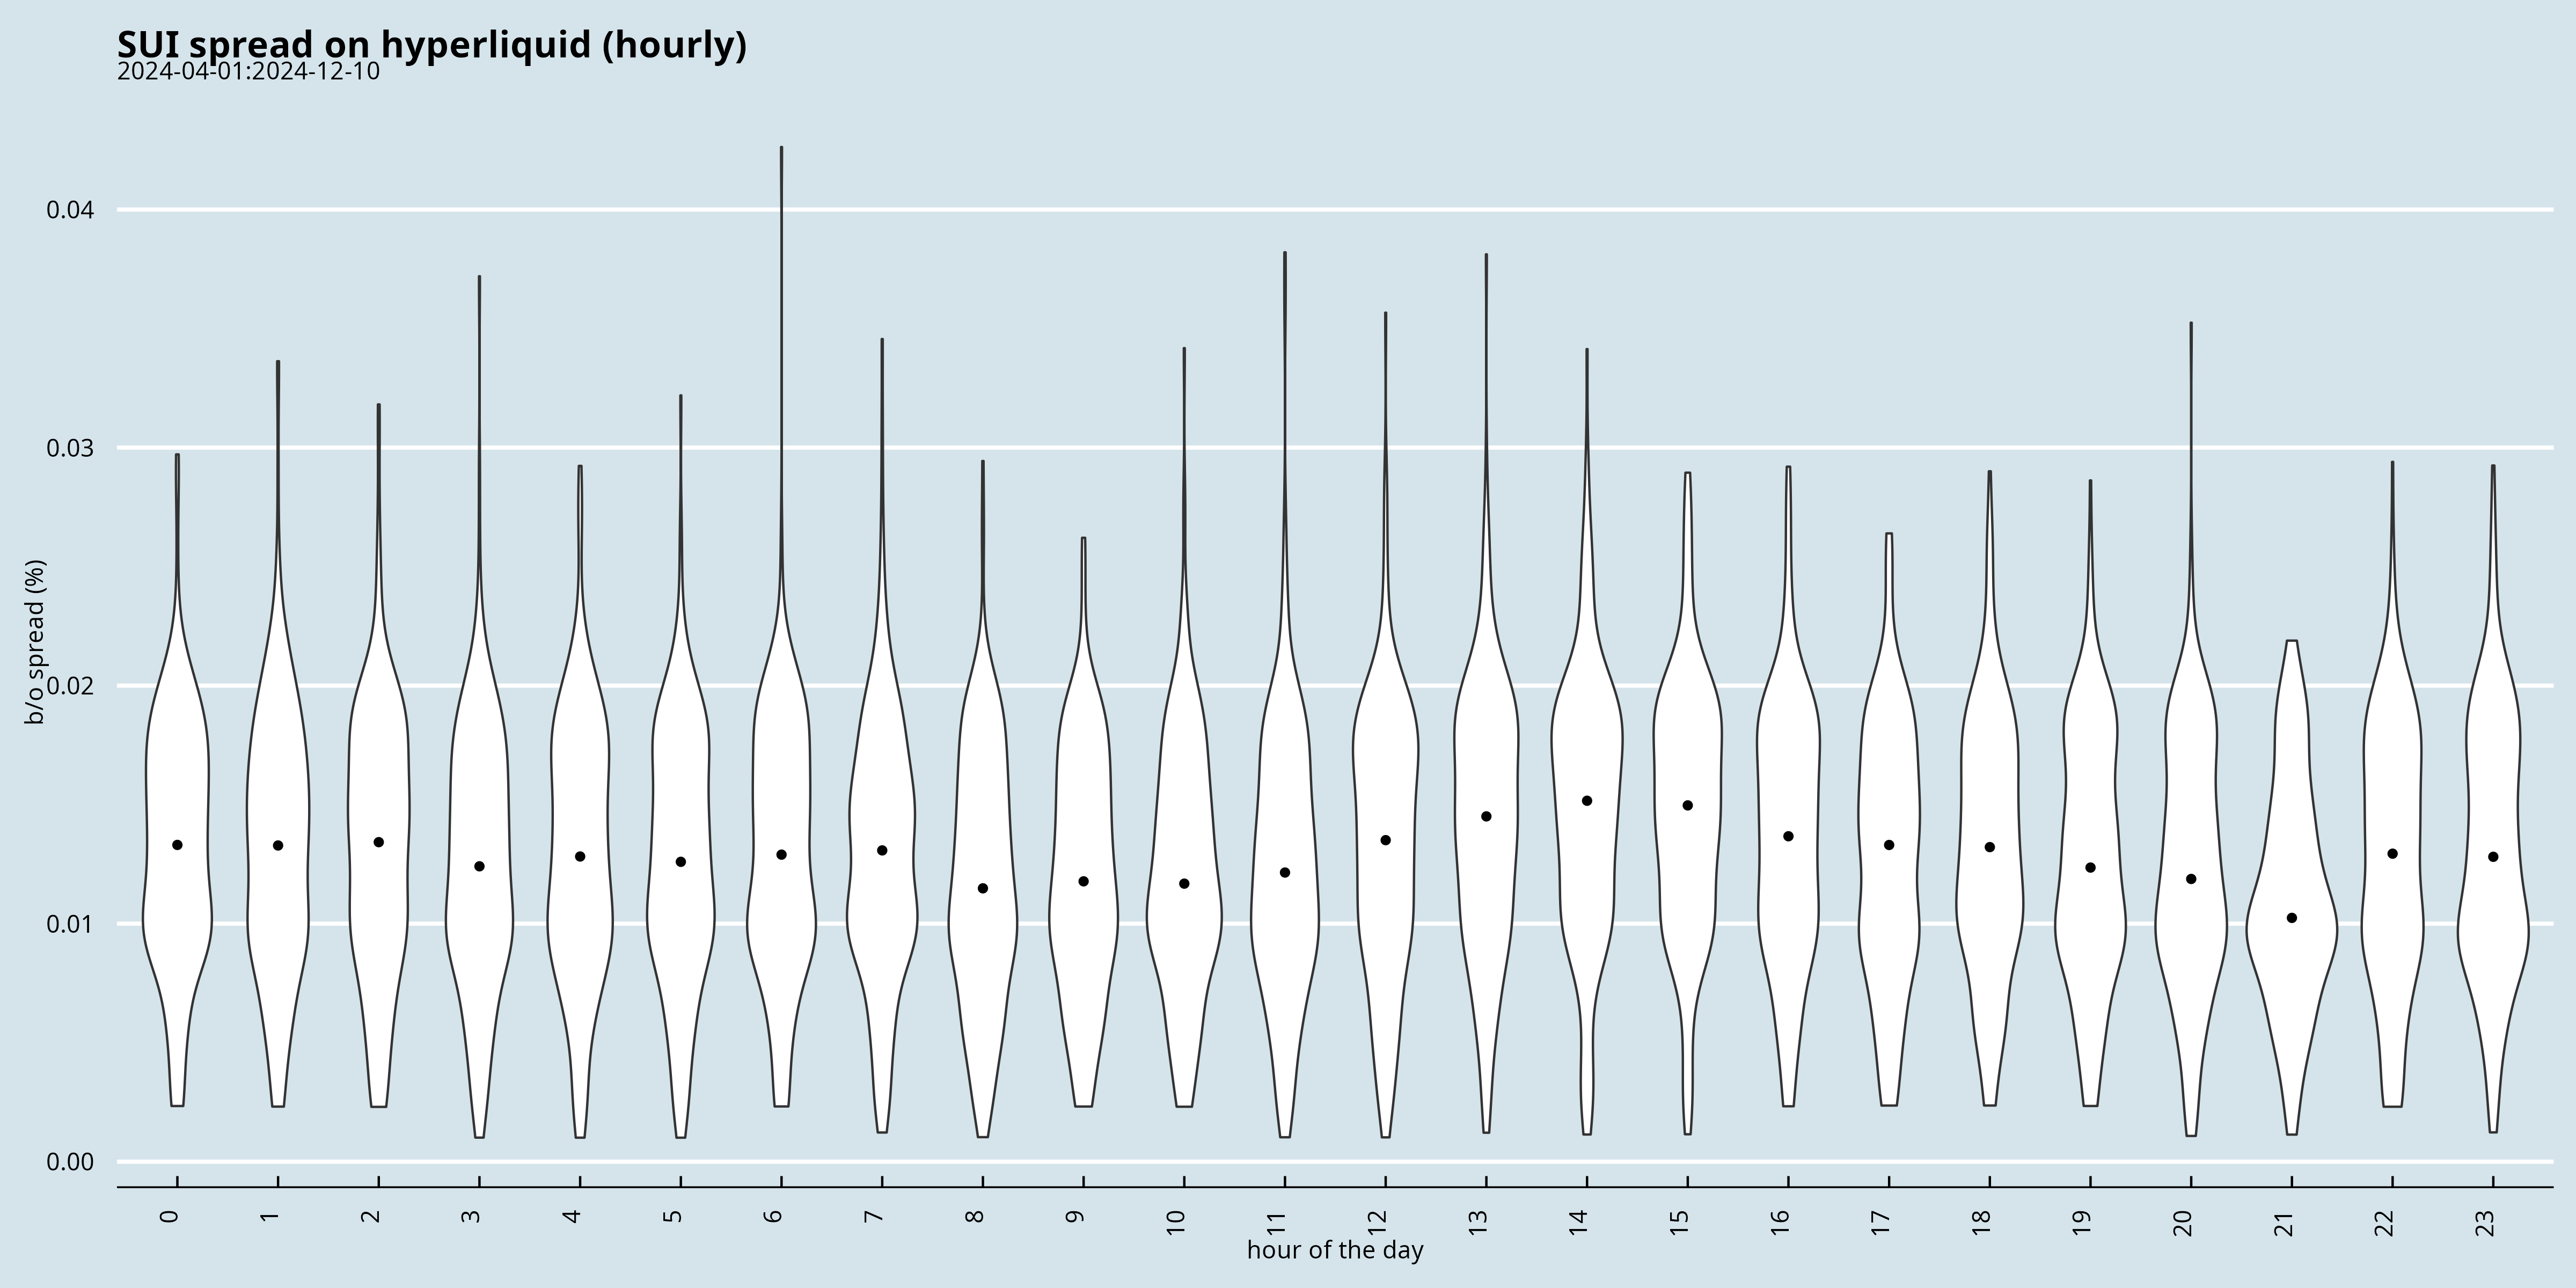 SUI spread on hyperliquid (hourly)
2024-04-01:2024-12-10
b/o spread (%)
0.04
0.03
0.02
0.01
0.00
0 1 2 3 4 5 6 7 8 9 10 11 12 13 14 15 16 17 18 19 20 21 22 23
hour of the day